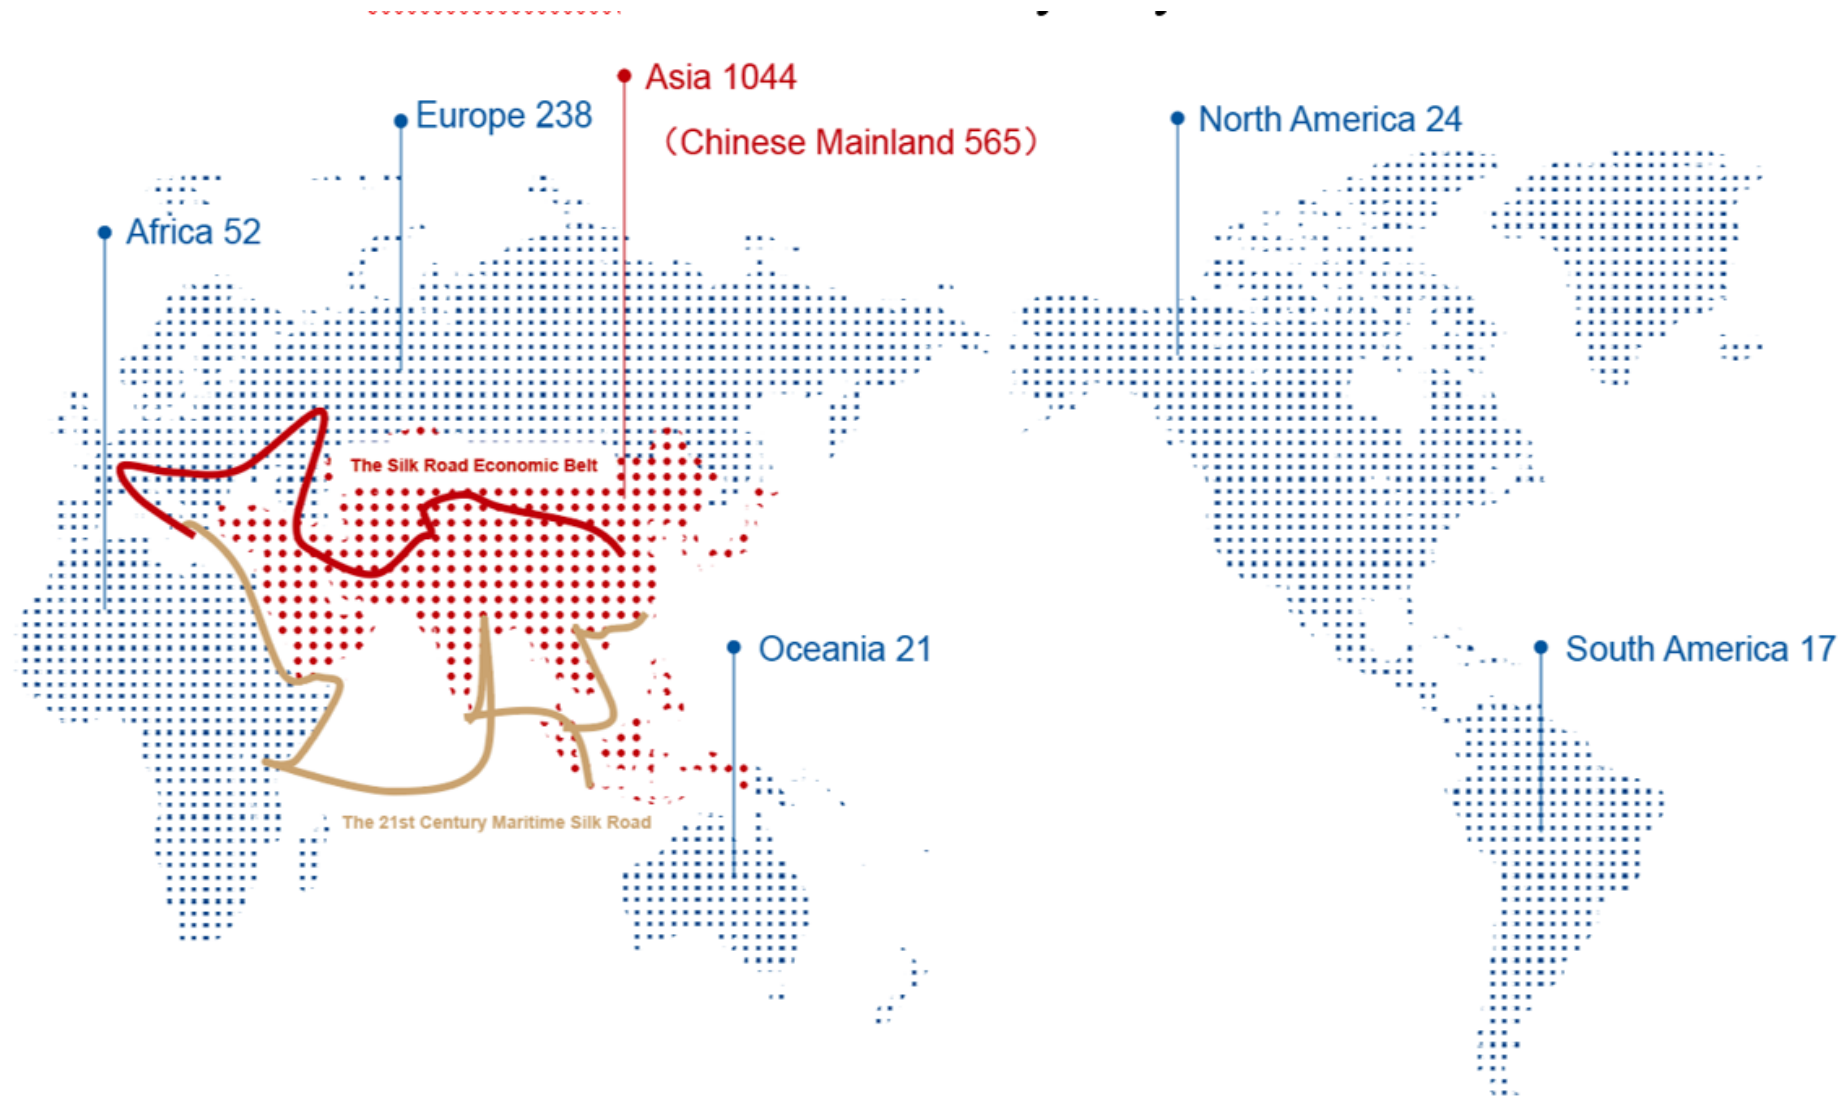 Asia 1044
Europe 238
North America 24
（Chinese Mainland 565）
Africa 52
The Silk Road Economic Belt
Oceania 21
South America 17
The 21st Century Maritime Silk Road